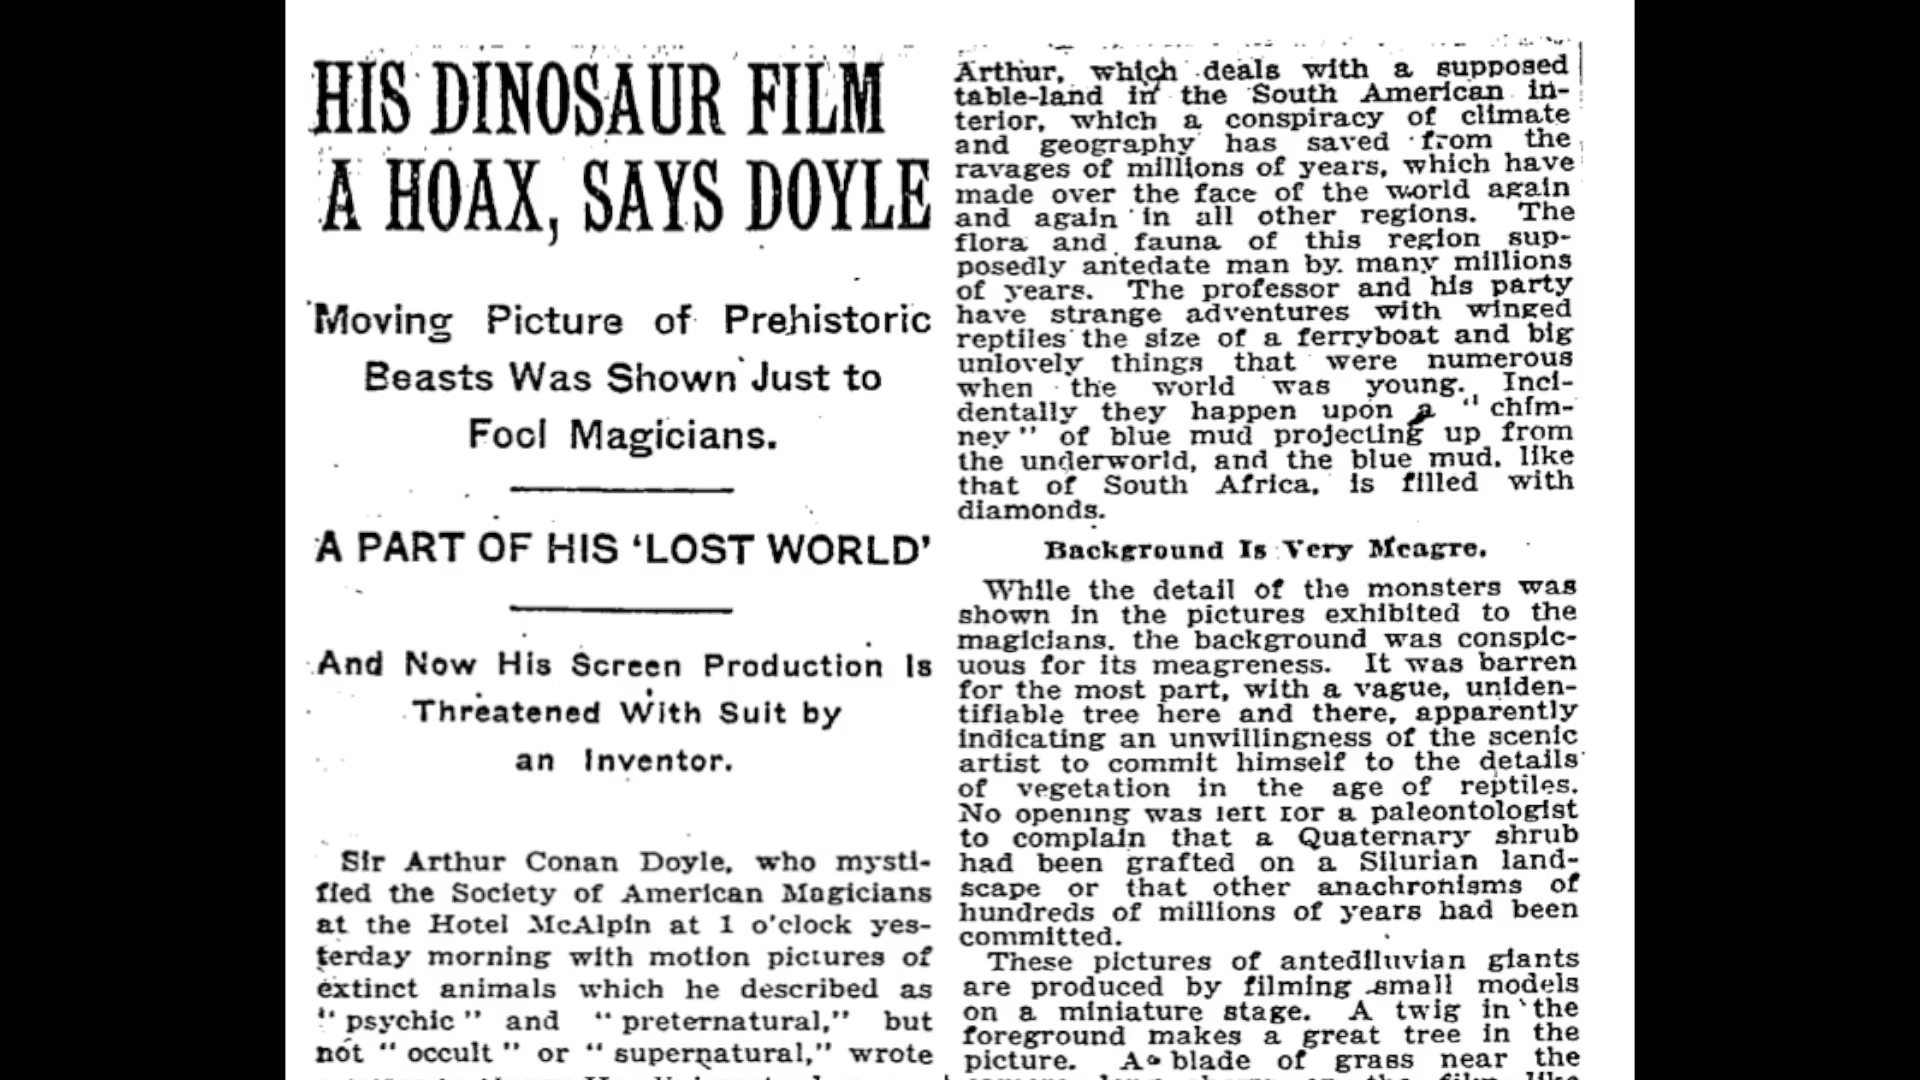 HIS DINOSAUR FILM
A HOAX, SAYS DOYLE
Moving Picture of Prehistoric
Beasts Was Shown Just to
Fool Magicians.
A PART OF HIS 'LOST WORLD'
And Now His Screen Production Is
Threatened With Suit by
an Inventor.
Sir Arthur Conan Doyle, who mysti-
fied the Society of American Magicians
at the Hotel McAlpin at 1 o'clock yes-
terday morning with motion pictures of
extinct animals which he described as
"psychic" and "preternatural," but
not "occult" or "supernatural," wrote
Arthur, which deals with a supposed
table-land in the South American in-
terior, which a conspiracy of climate
and geography has saved from the
ravages of millions of years, which have
made over the face of the world again
and again in all other regions. The
flora and fauna of this region sup-
posedly antedate man by many millions
of years. The professor and his party
have strange adventures with winged
reptiles the size of a ferryboat and big
unlovely things that were numerous
when the world was young. Inci-
dentally they happen upon a "chim-
ney" of blue mud projecting up from
the underworld, and the blue mud, like
that of South Africa, is filled with
diamonds.
Background Is Very Meagre.
While the detail of the monsters was
shown in the pictures exhibited to the
magicians, the background was conspic-
uous for its meagreness. It was barren
for the most part, with a vague, uniden-
tifiable tree here and there, apparently
indicating an unwillingness of the scenic
artist to commit himself to the details
of vegetation in the age of reptiles.
No opening was left for a paleontologist
to complain that a Quaternary shrub
had been grafted on a Silurian land-
scape or that other anachronisms of
hundreds of millions of years had been
committed.
These pictures of antediluvian giants
are produced by filming small models
on a miniature stage. A twig in the
foreground makes a great tree in the
picture. A blade of grass near the